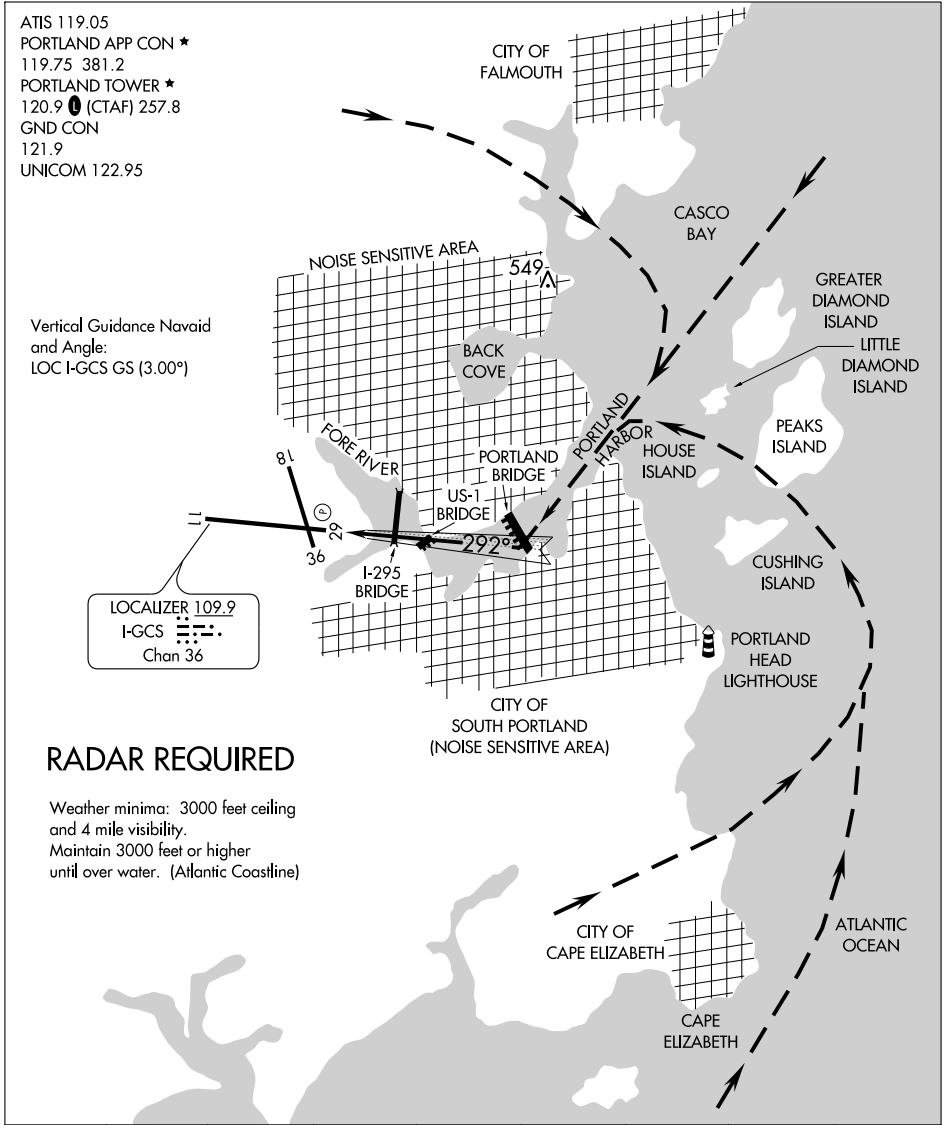 ATIS 119.05
PORTLAND APP CON ★
119.75 381.2
PORTLAND TOWER ★
120.9 L (CTAF) 257.8
GND CON
121.9
UNICOM 122.95
CITY OF
FALMOUTH
CASCO
BAY
NOISE SENSITIVE AREA
549
GREATER
DIAMOND
ISLAND
LITTLE
DIAMOND
ISLAND
Vertical Guidance Navaid
and Angle:
LOC I-GCS GS (3.00°)
BACK
COVE
PORTLAND
HARBOR
PEAKS
ISLAND
HOUSE
ISLAND
FORE RIVER
PORTLAND
BRIDGE
US-1
BRIDGE
18
11
P
29
36
292°
I-295
BRIDGE
CUSHING
ISLAND
LOCALIZER 109.9
I-GCS
Chan 36
PORTLAND
HEAD
LIGHTHOUSE
CITY OF
SOUTH PORTLAND
(NOISE SENSITIVE AREA)
RADAR REQUIRED
Weather minima: 3000 feet ceiling
and 4 mile visibility.
Maintain 3000 feet or higher
until over water. (Atlantic Coastline)
CITY OF
CAPE ELIZABETH
ATLANTIC
OCEAN
CAPE
ELIZABETH